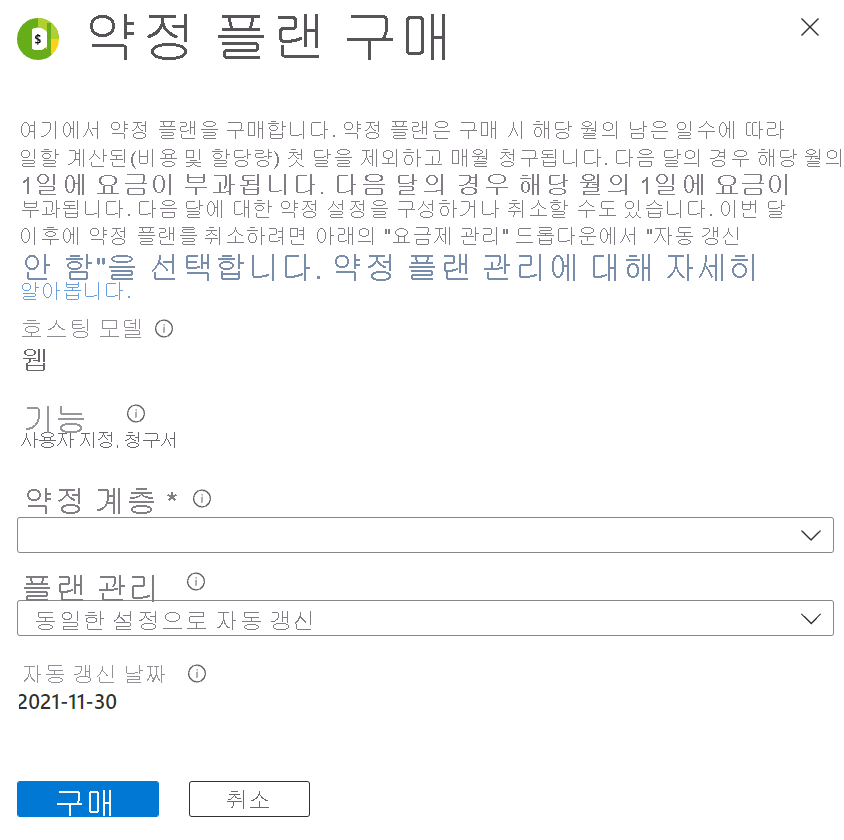 약정 플랜 구매
여기에서 약정 플랜을 구매합니다. 약정 플랜은 구매 시 해당 월의 남은 일수에 따라
일할 계산된(비용 및 할당량) 첫 달을 제외하고 매월 청구됩니다. 다음 달의 경우 해당 월의
1일에 요금이 부과됩니다. 다음 달의 경우 해당 월의 1일에 요금이
부과됩니다. 다음 달에 대한 약정 설정을 구성하거나 취소할 수도 있습니다. 이번 달
이후에 약정 플랜를 취소하려면 아래의 "요금제 관리" 드롭다운에서 "자동 갱신
안 함"을 선택합니다. 약정 플랜 관리에 대해 자세히
알아봅니다.
호스팅 모델
웹
기능
사용자 지정. 청구서
약정 계층 *
플랜 관리
동일한 설정으로 자동 갱신
자동 갱신 날짜
2021-11-30
구매 취소